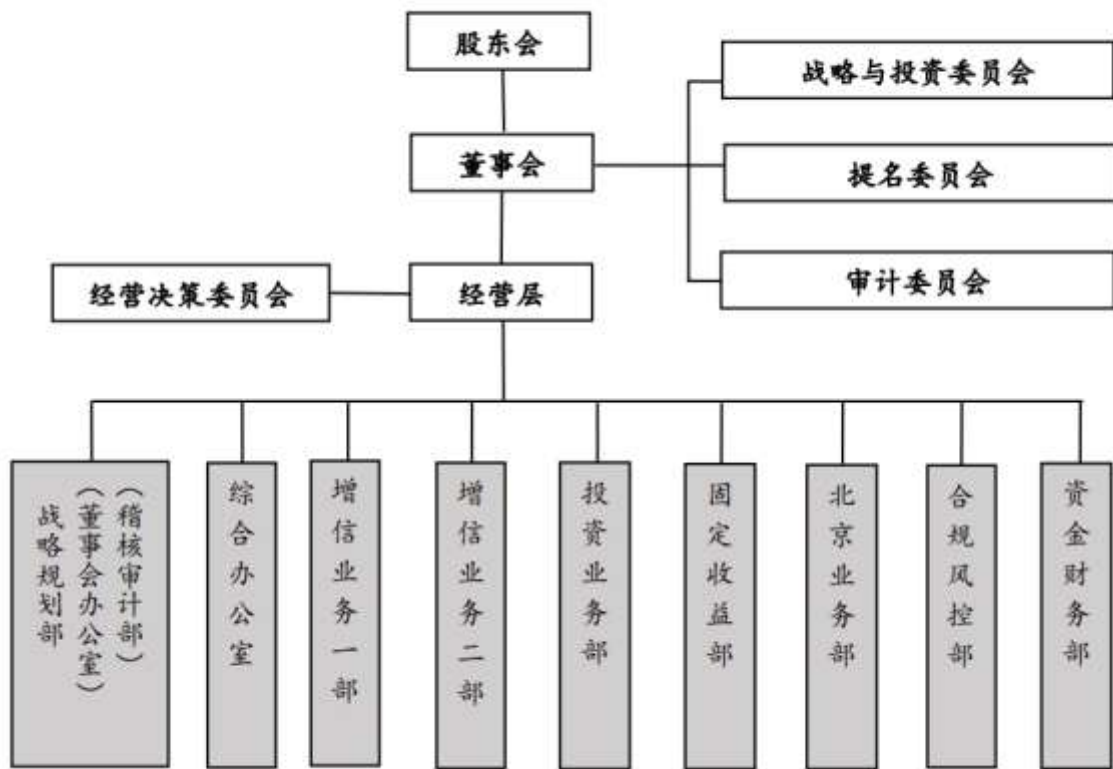 股东会
战略与投资委员会
董事会
提名委员会
经营决策委员会
经营层
审计委员会
战略规划部
（董事会办公室）
（稽核审计部）
综合办公室
增信业务一部
增信业务二部
投资业务部
固定收益部
北京业务部
合规风控部
资金财务部